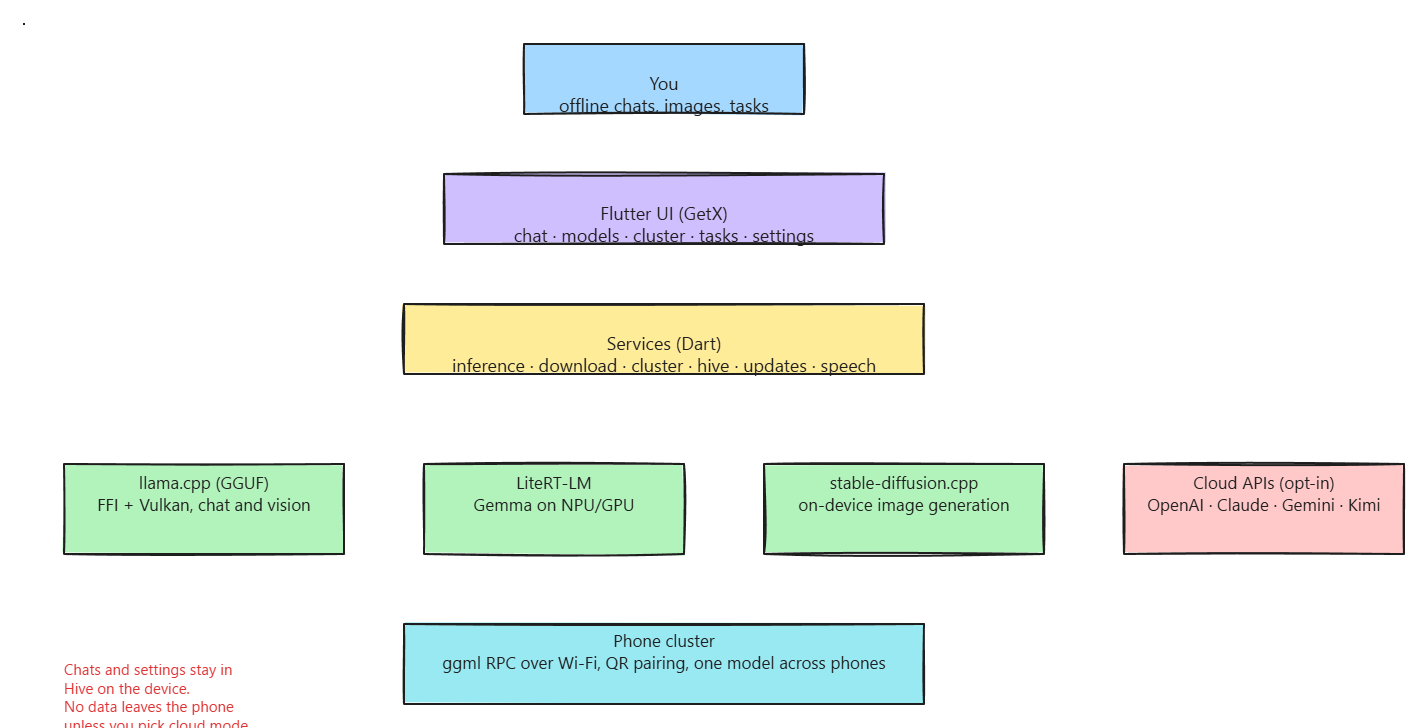 You
offline chats, images, tasks
Flutter UI (GetX)
chat · models · cluster · tasks · settings
Services (Dart)
inference · download · cluster · hive · updates · speech
llama.cpp (GGUF)
FFI + Vulkan, chat and vision
LiteRT-LM
Gemma on NPU/GPU
stable-diffusion.cpp
on-device image generation
Cloud APIs (opt-in)
OpenAI · Claude · Gemini · Kimi
Phone cluster
ggml RPC over Wi-Fi, QR pairing, one model across phones
Chats and settings stay in
Hive on the device.
No data leaves the phone
unless you pick cloud mode